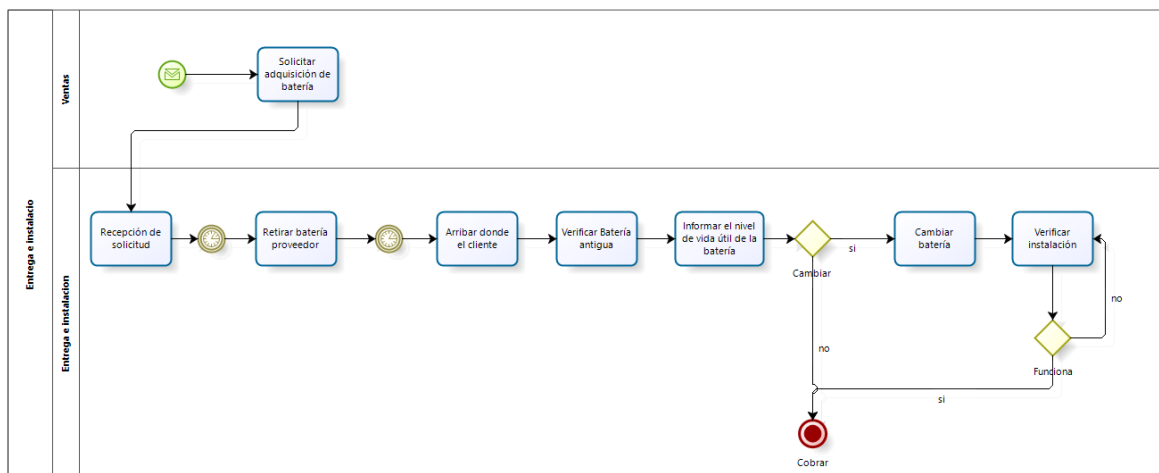 Entrega e instalacio
Ventas
Solicitar
adquisición de
batería
Entrega e instalacion
Recepción de
solicitud
Retirar batería
proveedor
Arribar donde
el cliente
Verificar Batería
antigua
Informar el nivel
de vida útil de la
batería
Cambiar
si
no
Cambiar
batería
Verificar
instalación
no
Funciona
si
Cobrar